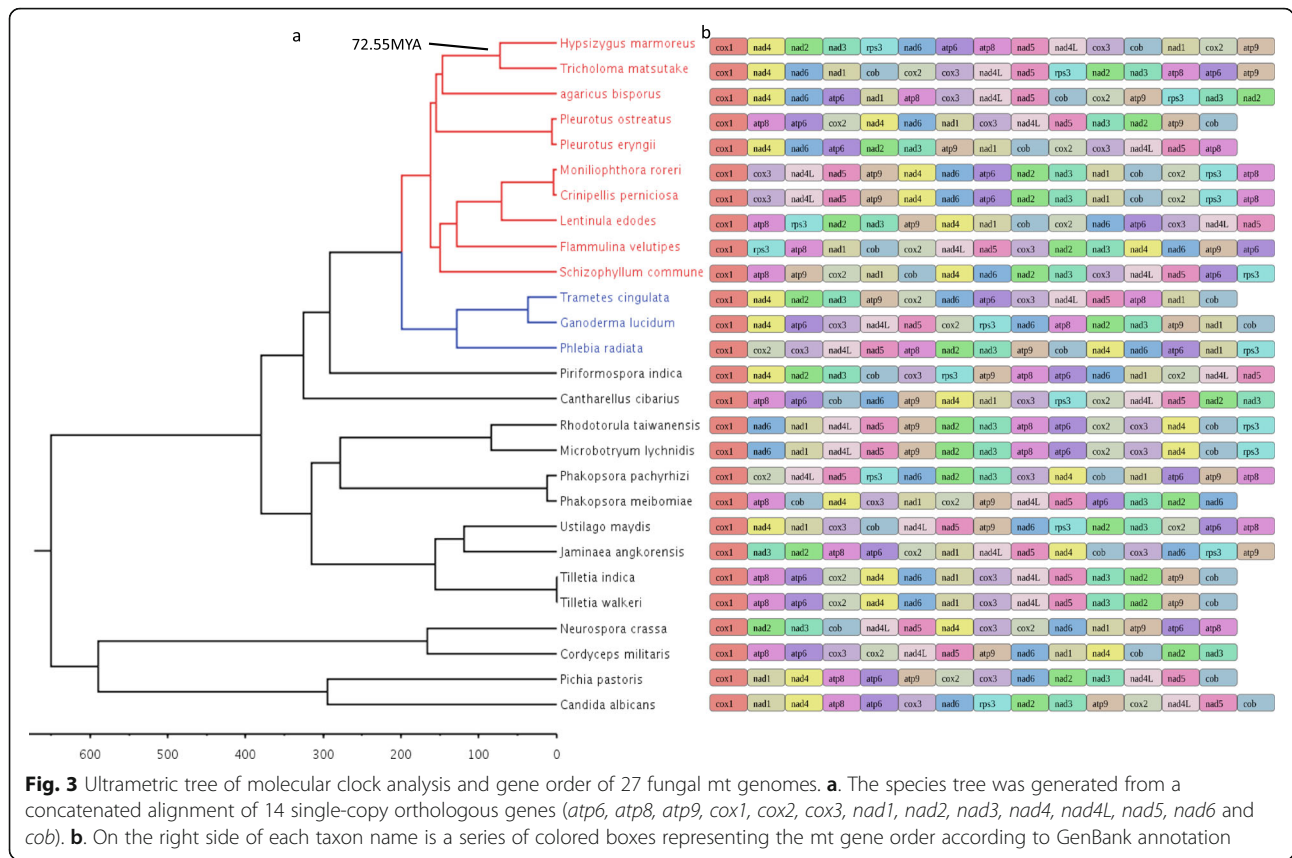 a
b
72.55MYA
Hypsizygus marmoreus cox1 nad4 nad2 nad3 rps3 nad6 atp6 atp8 nad5 nad4L cox3 cob nad1 cox2 atp9
Tricholoma matsutake cox1 nad4 nad6 nad1 cob cox2 cox3 nad4L nad5 rps3 nad2 nad3 atp8 atp6 atp9
agaricus bisporus cox1 nad4 nad6 atp6 nad1 atp8 cox3 nad4L nad5 cob cox2 atp9 rps3 nad3 nad2
Pleurotus ostreatus cox1 atp8 atp6 cox2 nad4 nad6 nad1 cox3 nad4L nad5 nad3 nad2 atp9 cob
Pleurotus eryngii cox1 nad4 nad6 atp6 nad2 nad3 atp9 nad1 cob cox2 cox3 nad4L nad5 atp8
Moniliophthora roreri cox1 cox3 nad4L nad5 atp9 nad4 nad6 atp6 nad2 nad3 nad1 cob cox2 rps3 atp8
Crinipellis perniciosa cox1 cox3 nad4L nad5 atp9 nad4 nad6 atp6 nad2 nad3 nad1 cob cox2 rps3 atp8
Lentinula edodes cox1 atp8 rps3 nad2 nad3 atp9 nad4 nad1 cob cox2 nad6 atp6 cox3 nad4L nad5
Flammulina velutipes cox1 rps3 atp8 nad1 cob cox2 nad4L nad5 cox3 nad2 nad3 nad4 nad6 atp9 atp6
Schizophyllum commune cox1 atp8 atp9 cox2 nad1 cob nad4 nad6 nad2 nad3 cox3 nad4L nad5 atp6 rps3
Trametes cingulata cox1 nad4 nad2 nad3 atp9 cox2 nad6 atp6 cox3 nad4L nad5 atp8 nad1 cob
Ganoderma lucidum cox1 nad4 atp6 cox3 nad4L nad5 cox2 rps3 nad6 atp8 nad2 nad3 atp9 nad1 cob
Phlebia radiata cox1 cox2 cox3 nad4L nad5 atp8 nad2 nad3 atp9 cob nad4 nad6 atp6 nad1 rps3
Piriformospora indica cox1 nad4 nad2 nad3 cob cox3 rps3 atp9 atp8 atp6 nad6 nad1 cox2 nad4L nad5
Cantharellus cibarius cox1 atp8 atp6 cob nad6 atp9 nad4 nad1 cox3 rps3 cox2 nad4L nad5 nad2 nad3
Rhodotorula taiwanensis cox1 nad6 nad1 nad4L nad5 atp9 nad2 nad3 atp8 atp6 cox2 cox3 nad4 cob rps3
Microbotryum lychnidis cox1 nad6 nad1 nad4L nad5 atp9 nad2 nad3 atp8 atp6 cox2 cox3 nad4 cob rps3
Phakopsora pachyrhizi cox1 cox2 nad4L nad5 rps3 nad6 nad2 nad3 cox3 nad4 cob nad1 atp6 atp9 atp8
Phakopsora meibomiae cox1 atp8 cob nad4 cox3 nad1 cox2 atp9 nad4L nad5 atp6 nad3 nad2 nad6
Ustilago maydis cox1 nad4 nad1 cox3 cob nad4L nad5 atp9 nad6 rps3 nad2 nad3 cox2 atp6 atp8
Jaminaea angkorensis cox1 nad3 nad2 atp8 atp6 cox2 nad1 nad4L nad5 nad4 cob cox3 nad6 rps3 atp9
Tilletia indica cox1 atp8 atp6 cox2 nad4 nad6 nad1 cox3 nad4L nad5 nad3 nad2 atp9 cob
Tilletia walkeri cox1 atp8 atp6 cox2 nad4 nad6 nad1 cox3 nad4L nad5 nad3 nad2 atp9 cob
Neurospora crassa cox1 nad2 nad3 cob nad4L nad5 nad4 cox3 cox2 nad6 nad1 atp9 atp6 atp8
Cordyceps militaris cox1 atp8 atp6 cox3 cox2 nad4L nad5 atp9 nad6 nad1 nad4 cob nad2 nad3
Pichia pastoris cox1 nad1 nad4 atp8 atp6 atp9 cox2 cox3 nad6 nad2 nad3 nad4L nad5 cob
Candida albicans cox1 nad1 nad4 atp8 atp6 cox3 nad6 rps3 nad2 nad3 atp9 cox2 nad4L nad5 cob
600 500 400 300 200 100 0
Fig. 3 Ultrametric tree of molecular clock analysis and gene order of 27 fungal mt genomes. a. The species tree was generated from a
concatenated alignment of 14 single-copy orthologous genes (atp6, atp8, atp9, cox1, cox2, cox3, nad1, nad2, nad3, nad4, nad4L, nad5, nad6 and
cob). b. On the right side of each taxon name is a series of colored boxes representing the mt gene order according to GenBank annotation